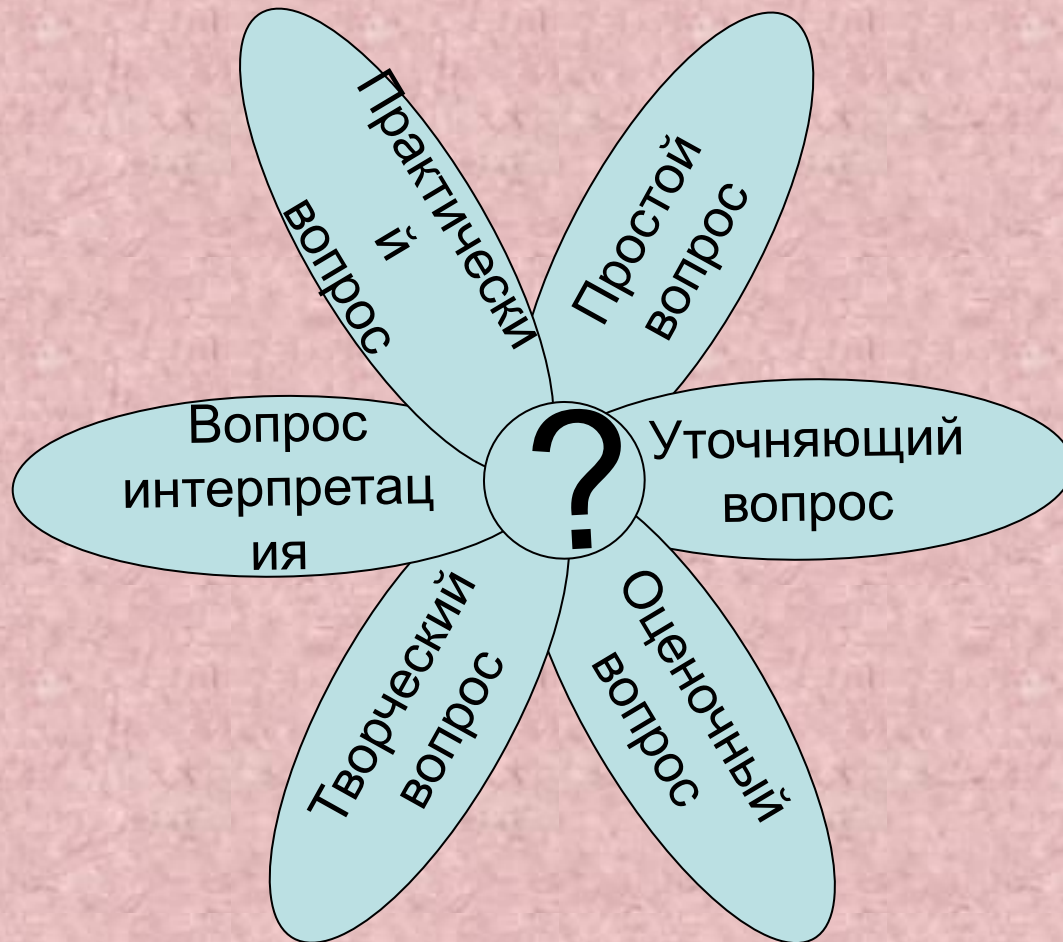 Практически
й
вопрос
Простой
вопрос
Вопрос
интерпретац
ия
?
Уточняющий
вопрос
Творческий
вопрос
Оценочный
вопрос